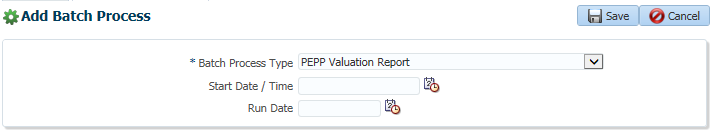 Add Batch Process
Save
Cancel
* Batch Process Type PEPP Valuation Report
Start Date / Time
Run Date